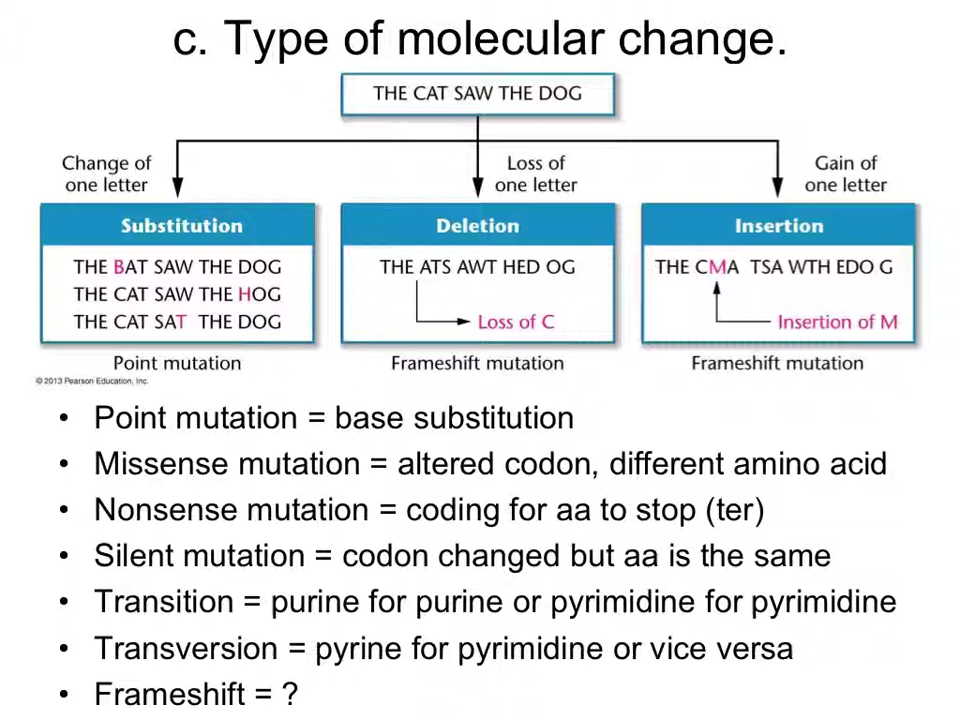 c. Type of molecular change.
THE CAT SAW THE DOG
Change of
one letter
Loss of
one letter
Gain of
one letter
Substitution
THE BAT SAW THE DOG
THE CAT SAW THE HOG
THE CAT SAT THE DOG
Point mutation
Deletion
THE ATS AWT HED OG
Loss of C
Frameshift mutation
Insertion
THE CMA TSA WTH EDO G
Insertion of M
Frameshift mutation
© 2013 Pearson Education, Inc.
• Point mutation = base substitution
• Missense mutation = altered codon, different amino acid
• Nonsense mutation = coding for aa to stop (ter)
• Silent mutation = codon changed but aa is the same
• Transition = purine for purine or pyrimidine for pyrimidine
• Transversion = pyrine for pyrimidine or vice versa
• Frameshift = ?